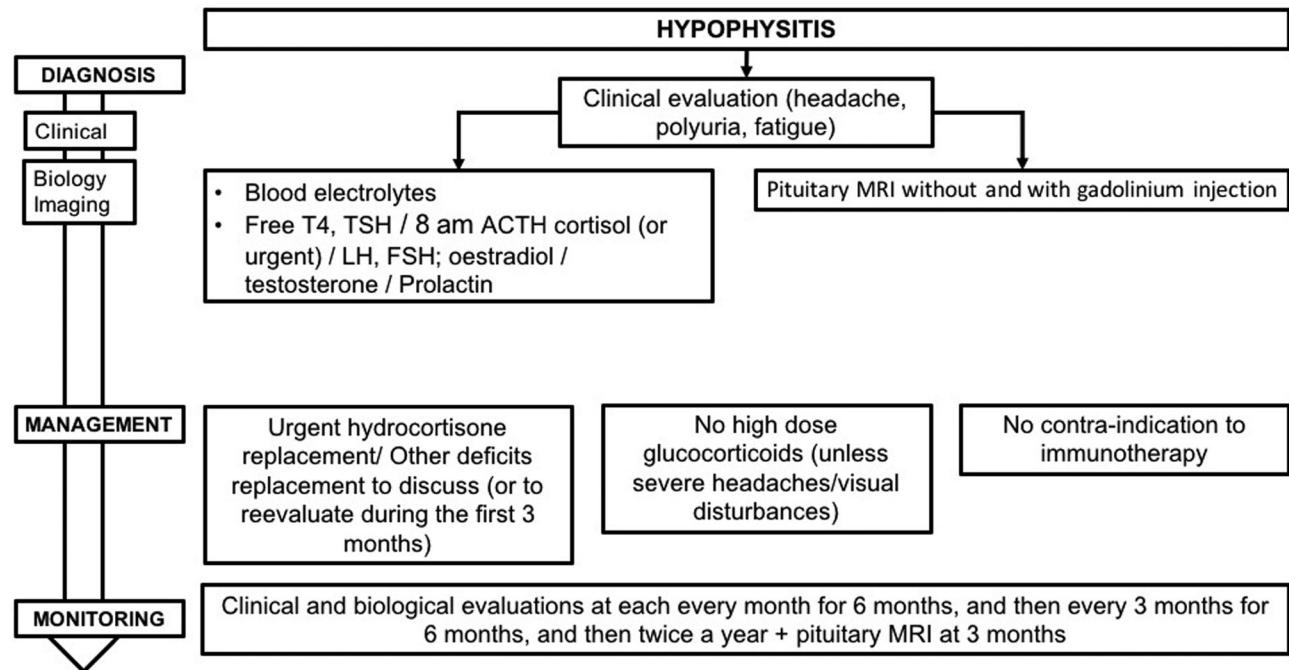 HYPOPHYSITIS
DIAGNOSIS
Clinical evaluation (headache,
polyuria, fatigue)
Clinical
Biology
Imaging
• Blood electrolytes
• Free T4, TSH / 8 am ACTH cortisol (or
urgent) / LH, FSH; oestradiol /
testosterone / Prolactin
Pituitary MRI without and with gadolinium injection
MANAGEMENT
Urgent hydrocortisone
replacement/ Other deficits
replacement to discuss (or to
reevaluate during the first 3
months)
No high dose
glucocorticoids (unless
severe headaches/visual
disturbances)
No contra-indication to
immunotherapy
MONITORING
Clinical and biological evaluations at each every month for 6 months, and then every 3 months for
6 months, and then twice a year + pituitary MRI at 3 months